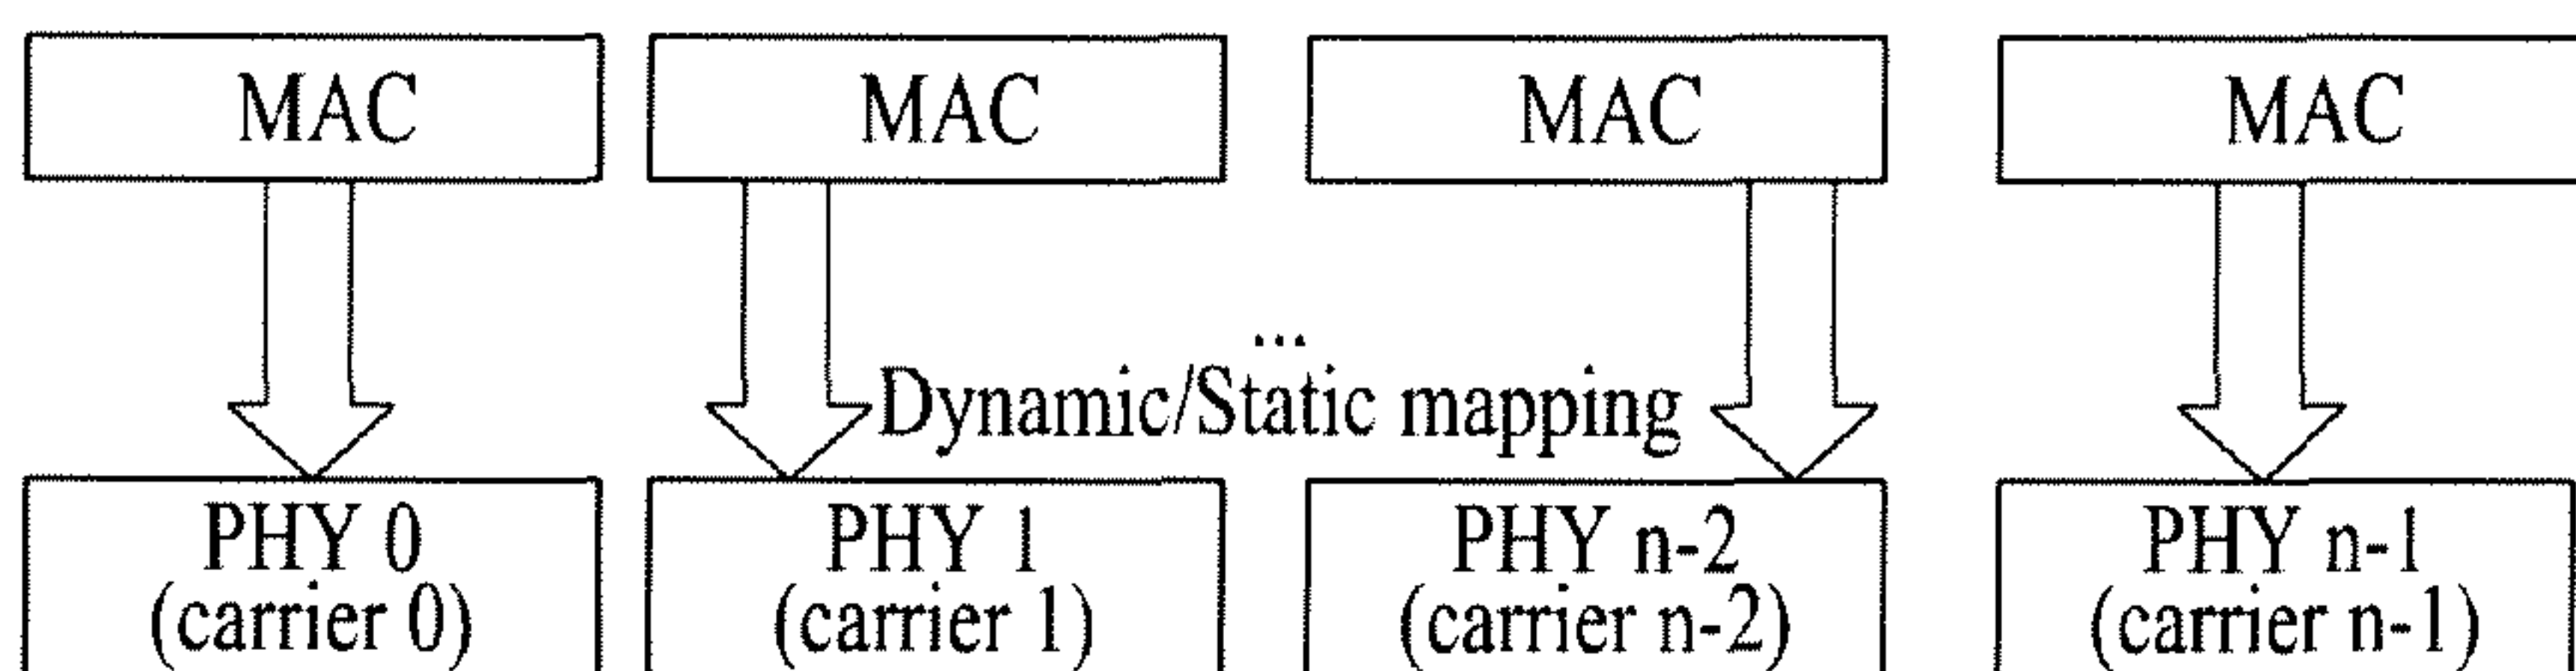 MAC MAC MAC MAC
...
Dynamic/Static mapping
PHY 0 PHY 1 PHY n-2 PHY n-1
(carrier 0) (carrier 1) (carrier n-2) (carrier n-1)